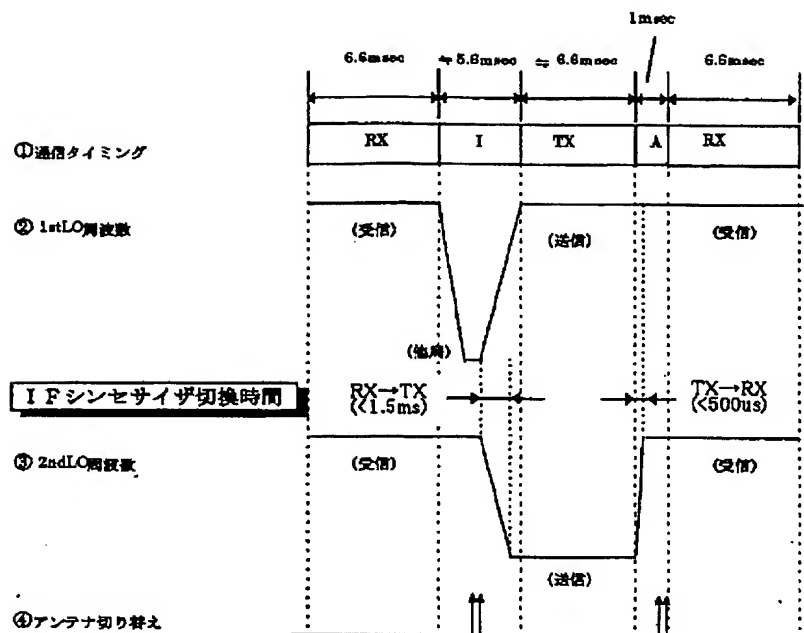 1msec
6.6msec ≒ 5.6msec ≒ 6.6msec 6.6msec
①通信タイミング RX I TX A RX
② 1stLO周波数 (受信) (送信) (受信)
(他局)
IFシンセサイザ切換時間 RX→TX TX→RX
(<1.5ms) (<500us)
③ 2ndLO周波数 (受信) (受信)
(送信)
④アンテナ切り替え